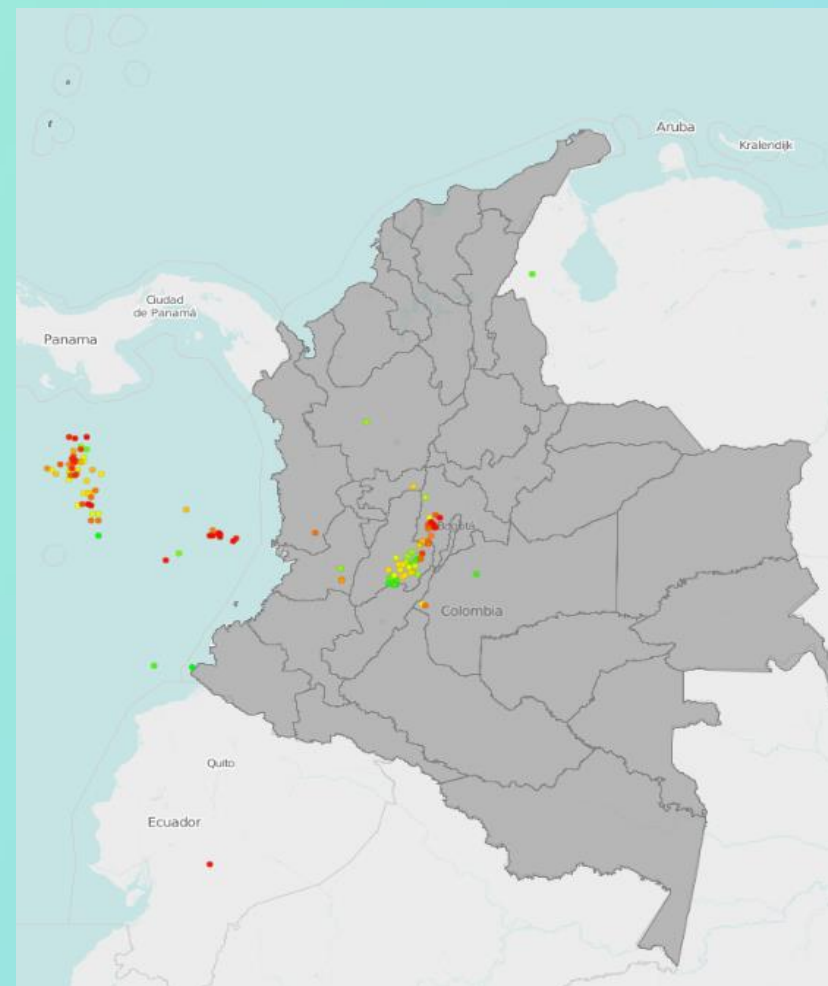 Aruba
Kralendijk
Ciudad
de Panamá
Panama
Bogotá
Colombia
Quito
Ecuador